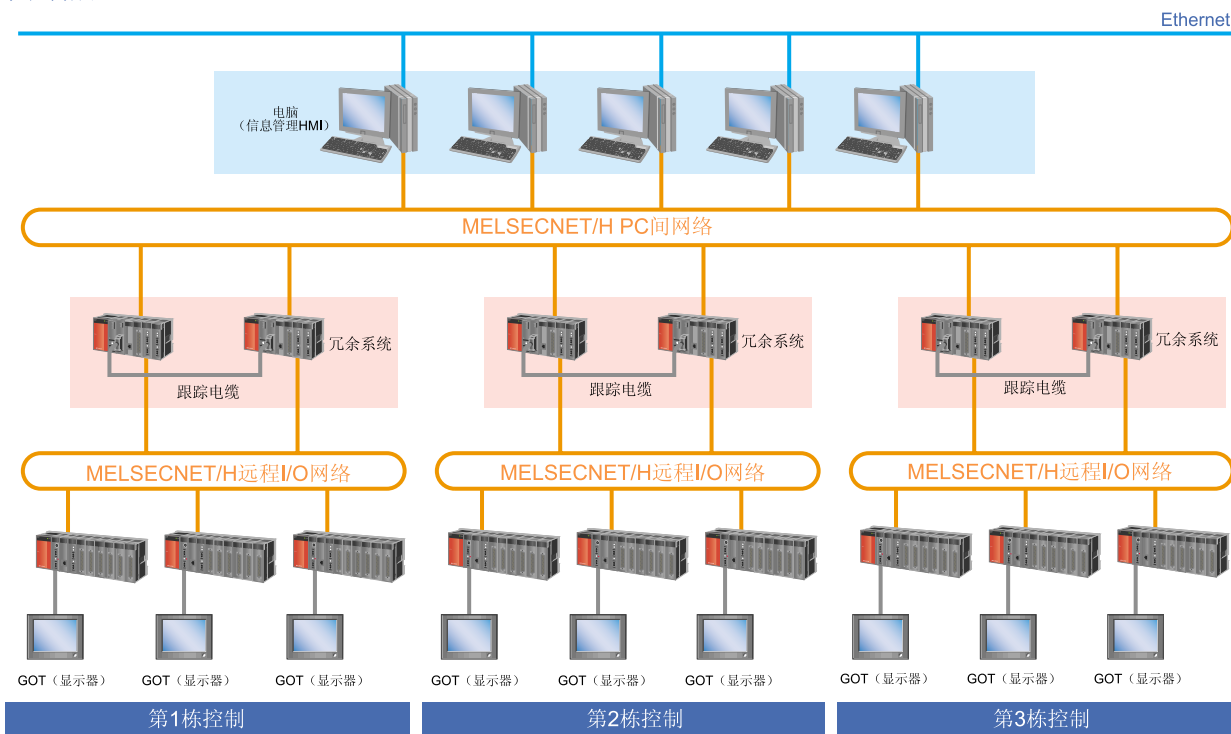 Ethernet
电脑
（信息管理HMI）
MELSECNET/H PC间网络
冗余系统
跟踪电缆
冗余系统
跟踪电缆
冗余系统
跟踪电缆
MELSECNET/H远程I/O网络
MELSECNET/H远程I/O网络
MELSECNET/H远程I/O网络
GOT（显示器）
GOT（显示器）
GOT（显示器）
GOT（显示器）
GOT（显示器）
GOT（显示器）
GOT（显示器）
GOT（显示器）
GOT（显示器）
第1栋控制
第2栋控制
第3栋控制